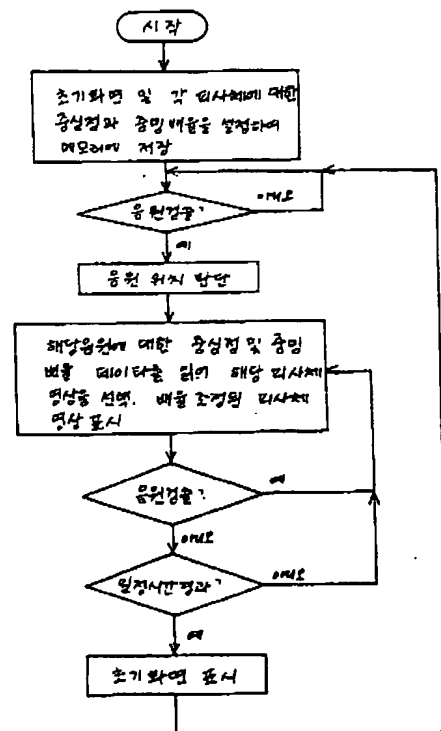 시작
초기화면 및 각 피사체에 대한
중심점과 줌밍배율을 설정하여
메모리에 저장
음원검출?
아니오
예
음원 위치 판단
해당음원에 대한 중심점 및 줌밍
배율 데이타를 읽어 해당 피사체
영상을 선택. 배율 조정된 피사체
영상 표시
음원검출?
예
아니오
일정시간경과?
아니오
예
초기화면 표시